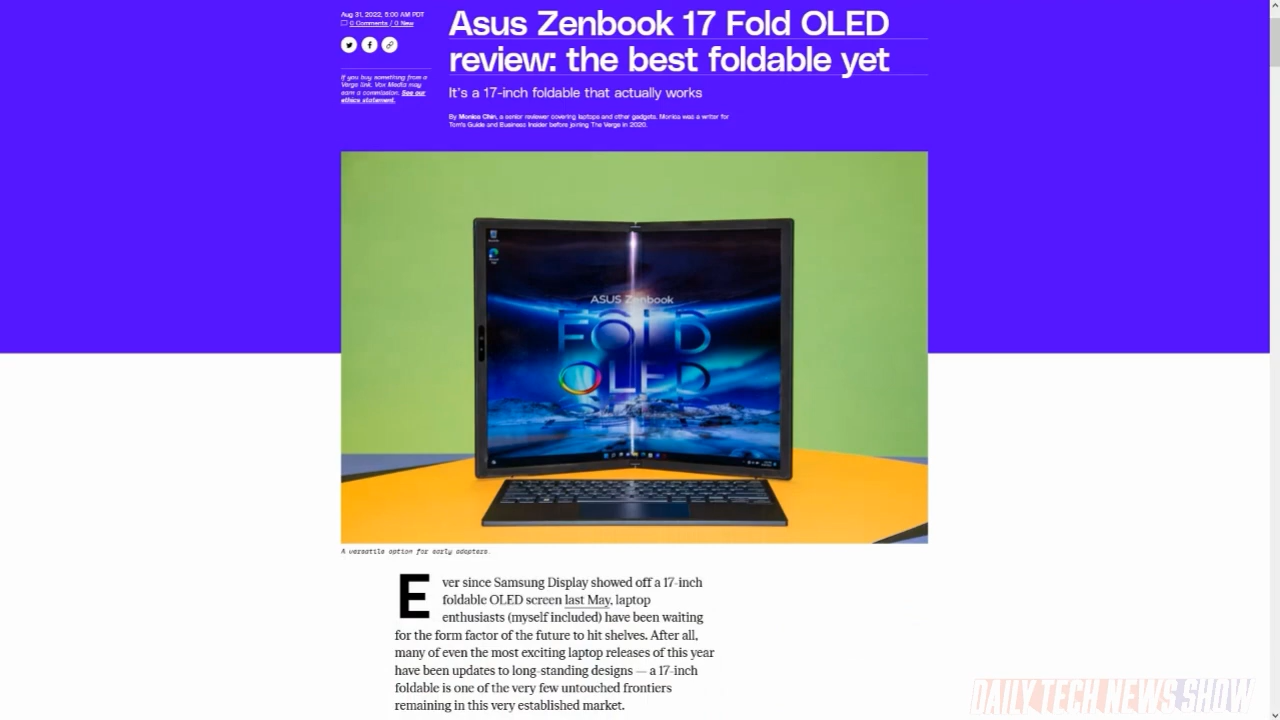 Aug 31, 2022, 5:00 AM PDT
0 Comments / 0 New
If you buy something from a
Verge link, Vox Media may
earn a commission. See our
ethics statement.
Asus Zenbook 17 Fold OLED
review: the best foldable yet
It's a 17-inch foldable that actually works
By Monica Chin, a senior reviewer covering laptops and other gadgets. Monica was a writer for
Tom's Guide and Business Insider before joining The Verge in 2020.
ASUS Zenbook
FOLD
OLED
A versatile option for early adopters.
Ever since Samsung Display showed off a 17-inch
foldable OLED screen last May, laptop
enthusiasts (myself included) have been waiting
for the form factor of the future to hit shelves. After all,
many of even the most exciting laptop releases of this year
have been updates to long-standing designs — a 17-inch
foldable is one of the very few untouched frontiers
remaining in this very established market.
DAILY TECH NEWS SHOW